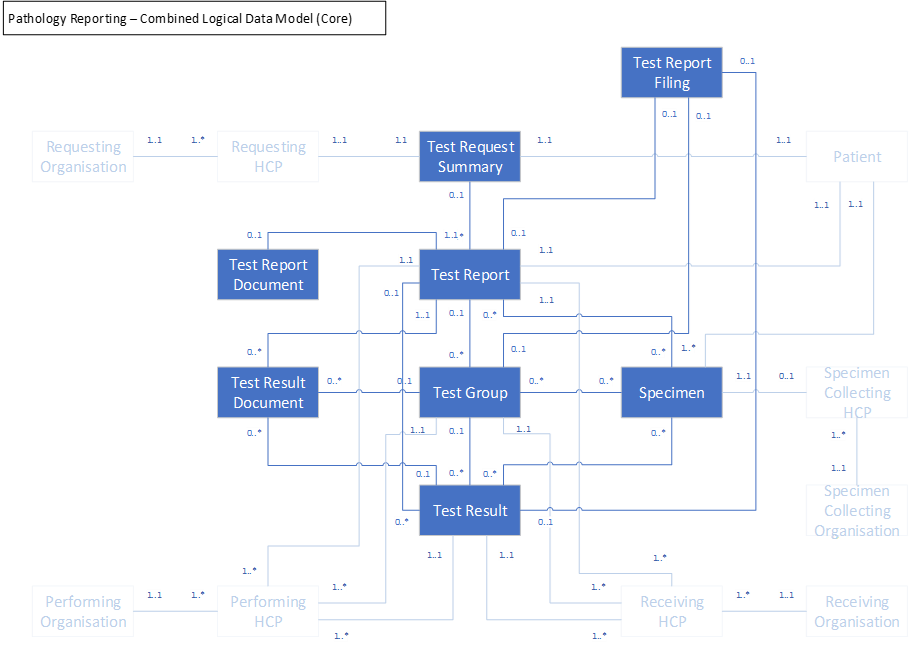 Pathology Reporting – Combined Logical Data Model (Core)
Test Report
Filing
0..1
0..1
0..1
Requesting
Organisation
1..1
1..*
Requesting
HCP
1..1
1.1
Test Request
Summary
1..1
1..1
Patient
0..1
1..1
1..1
0..1
1..1*
0..1
1..1
1..1
Test Report
Document
Test Report
0..1
1..1
1..1
0..1
0..*
0..*
0..*
0..1
0..*
1..*
Test Result
Document
0..*
0..1
Test Group
0..*
0..*
Specimen
1..1
0..1
Specimen
Collecting
HCP
0..*
1..1
0..1
1..1
0..*
1..*
0..1
0..*
0..*
1..1
Test Result
Specimen
Collecting
Organisation
0..*
0..1
1..1
1..1
1..*
1..*
1..*
1..*
Performing
Organisation
1..1
1..*
Performing
HCP
Receiving
HCP
1..*
1..1
Receiving
Organisation
1..*
1..*